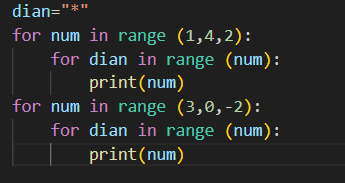 dian="*"
for num in range (1,4,2):
    for dian in range (num):
        print(num)
for num in range (3,0,-2):
    for dian in range (num):
        print(num)